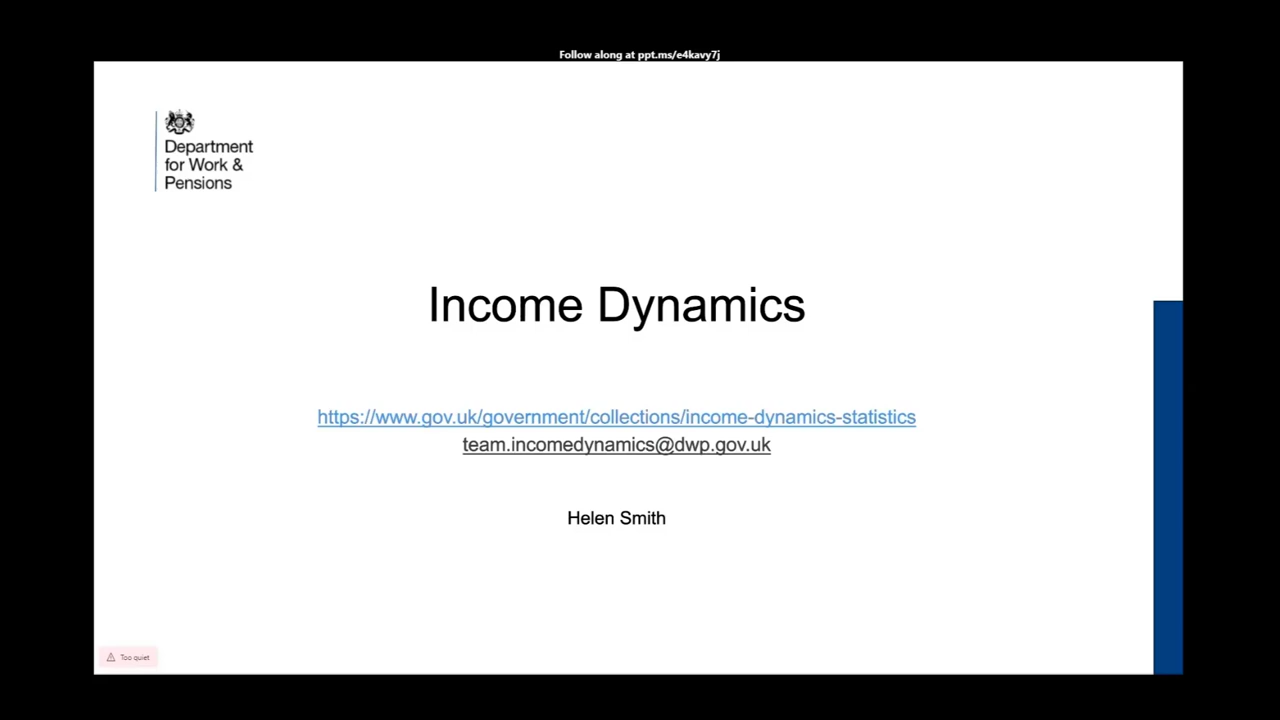 Follow along at ppt.ms/e4kavy7j
Department
for Work &
Pensions
Income Dynamics
https://www.gov.uk/government/collections/income-dynamics-statistics
team.incomedynamics@dwp.gov.uk
Helen Smith
Too quiet